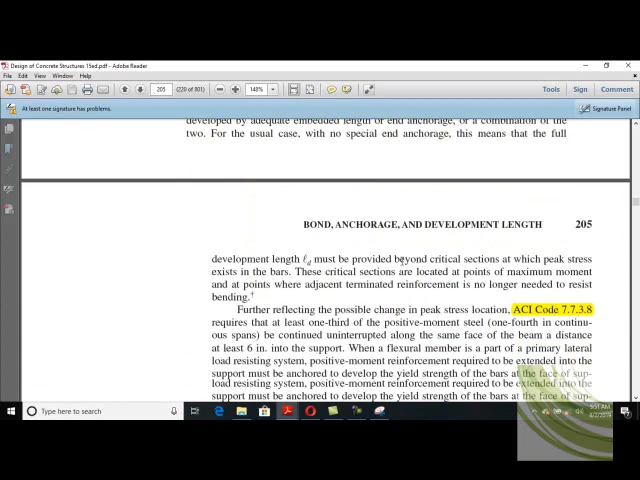 Design of Concrete Structures 15ed.pdf - Adobe Reader
File Edit View Window Help
205 (220 of 801) 148%
Tools Sign Comment
At least one signature has problems.
Signature Panel
developed by adequate embedded length or end anchorage, or a combination of the
two. For the usual case, with no special end anchorage, this means that the full
BOND, ANCHORAGE, AND DEVELOPMENT LENGTH 205
development length ℓd must be provided beyond critical sections at which peak stress
exists in the bars. These critical sections are located at points of maximum moment
and at points where adjacent terminated reinforcement is no longer needed to resist
bending.†
Further reflecting the possible change in peak stress location, ACI Code 7.7.3.8
requires that at least one-third of the positive-moment steel (one-fourth in continu-
ous spans) be continued uninterrupted along the same face of the beam a distance
at least 6 in. into the support. When a flexural member is a part of a primary lateral
load resisting system, positive-moment reinforcement required to be extended into the
support must be anchored to develop the yield strength of the bars at the face of sup-
load resisting system, positive-moment reinforcement required to be extended into the
support must be anchored to develop the yield strength of the bars at the face of sup-
Type here to search
5:51 AM